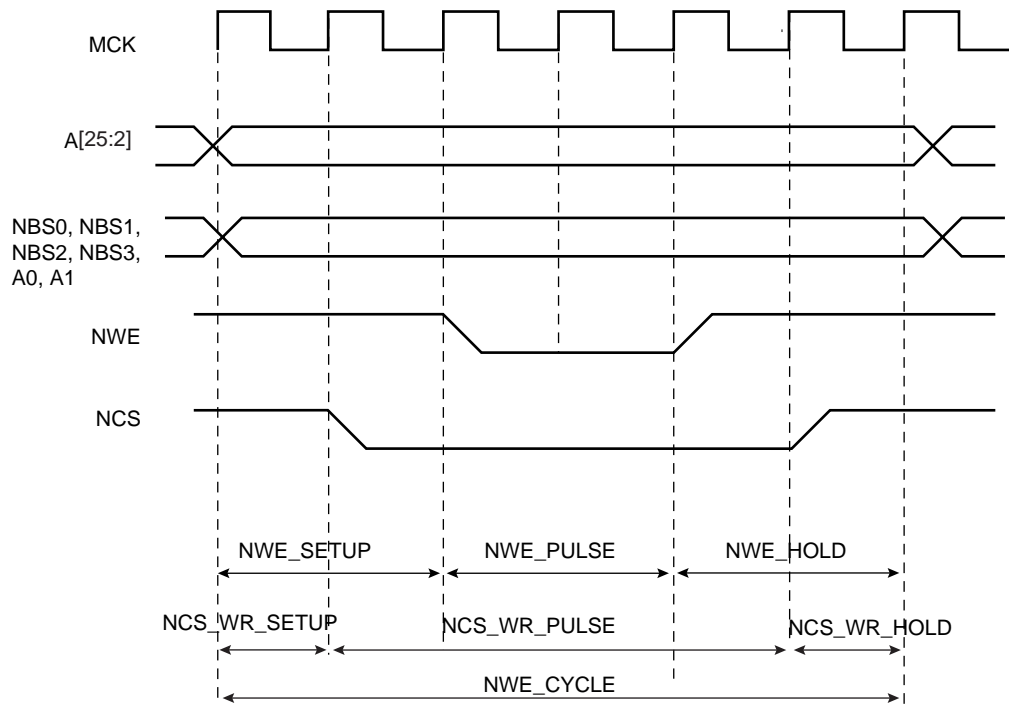 MCK
A[25:2]
NBS0, NBS1,
NBS2, NBS3,
A0, A1
NWE
NCS
NWE_SETUP
NWE_PULSE
NWE_HOLD
NCS_WR_SETUP
NCS_WR_PULSE
NCS_WR_HOLD
NWE_CYCLE